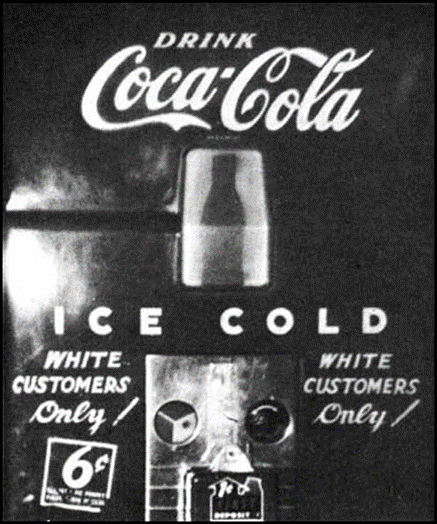 DRINK
Coca-Cola
ICE COLD
WHITE
CUSTOMERS
Only!
WHITE
CUSTOMERS
Only!
6¢
DEPOSIT